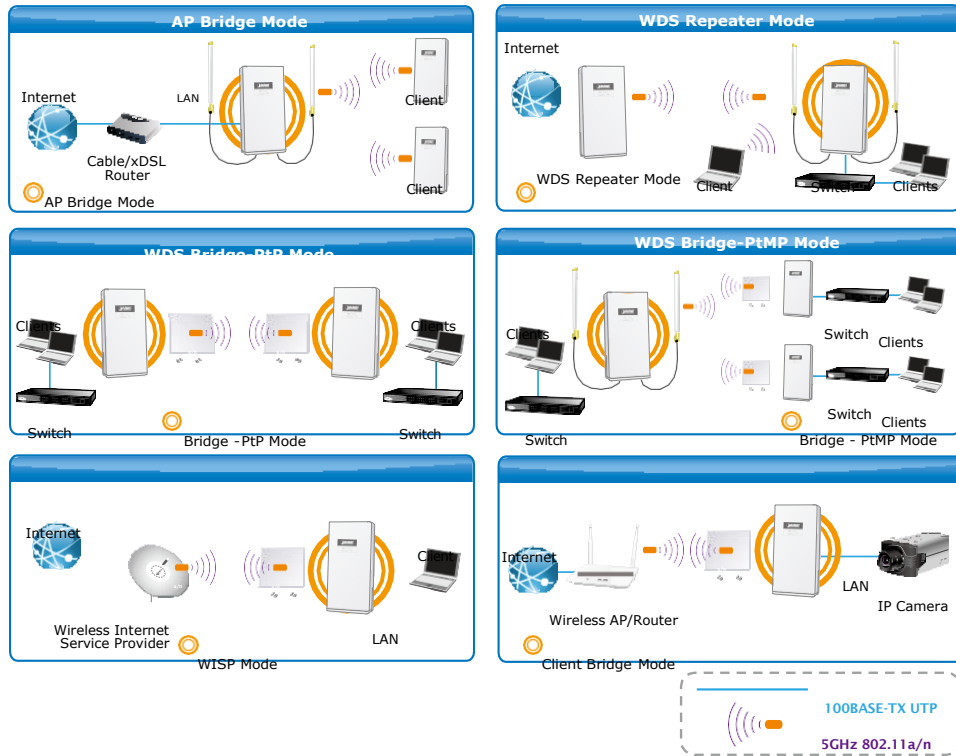 AP Bridge Mode
Internet
LAN
Client
Cable/xDSL
Router
Client
AP Bridge Mode
WDS Repeater Mode
Internet
WDS Repeater Mode
Client
Switch
Clients
WDS Bridge-PtP Mode
Clients
Clients
Switch
Bridge -PtP Mode
Switch
WDS Bridge-PtMP Mode
Clients
Switch
Clients
Switch
Clients
Switch
Bridge - PtMP Mode
Internet
Client
Wireless Internet
Service Provider
LAN
WISP Mode
Internet
LAN
IP Camera
Wireless AP/Router
Client Bridge Mode
100BASE-TX UTP
5GHz 802.11a/n